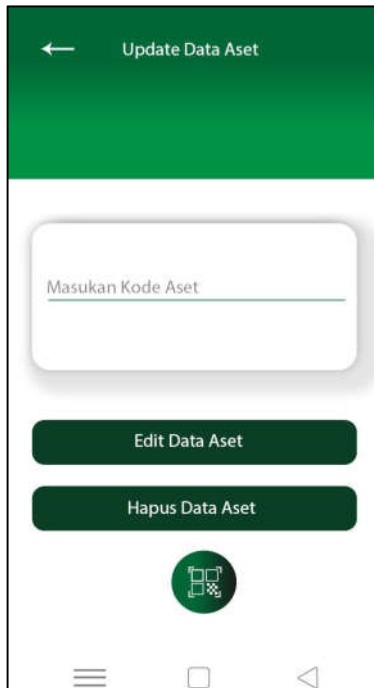 Update Data Aset
Masukan Kode Aset
Edit Data Aset
Hapus Data Aset